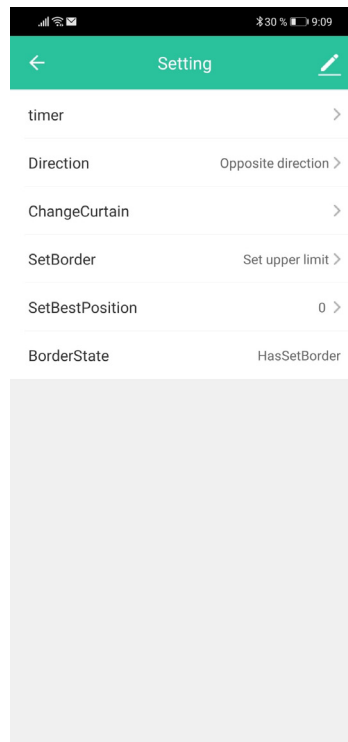 30 % 9:09
Setting
timer
Direction Opposite direction
ChangeCurtain
SetBorder Set upper limit
SetBestPosition 0
BorderState HasSetBorder